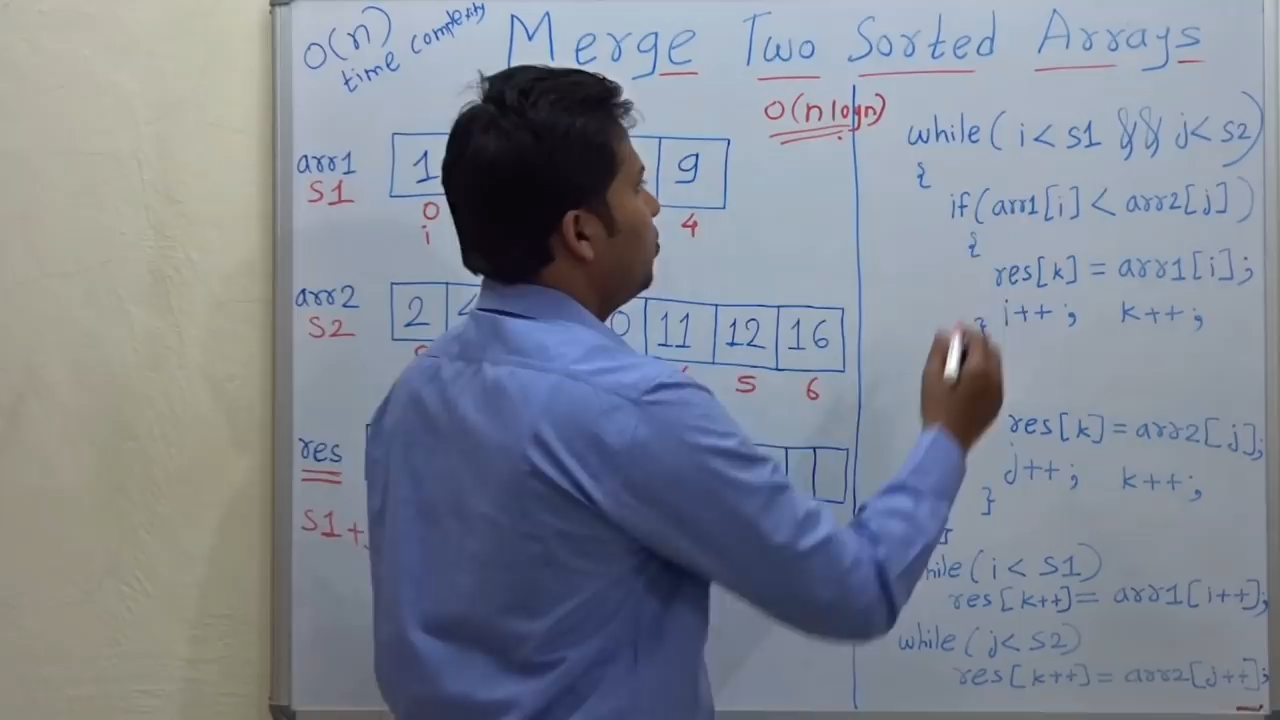 O(n)
time complexity
Merge Two Sorted Arrays
O(n logn)
arr1
S1
1 9
0 4
i
arr2
S2
2 11 12 16
5 6
res
S1+
while( i< S1 && j< S2)
{
if(arr1[i] < arr2[j])
{
res[k] = arr1[i];
i++; k++;
}
res[k] = arr2[j];
j++; k++;
}
}
(i < S1)
res[k++]= arr1[i++];
while (j< S2)
res[k++]= arr2[j++];